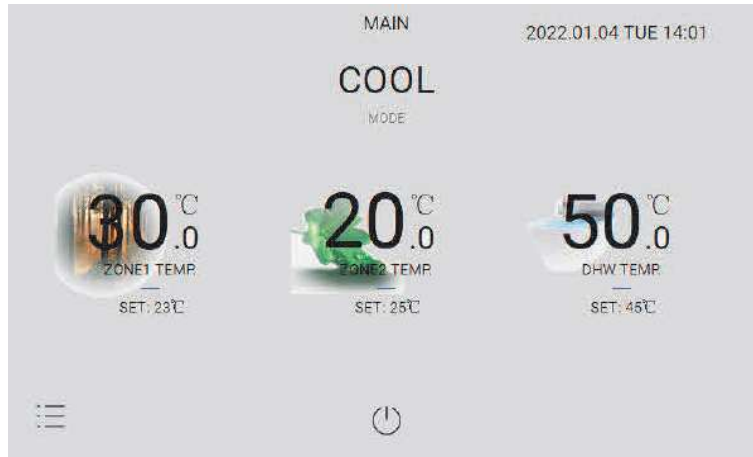 MAIN
2022.01.04 TUE 14:01
COOL
MODE
30.0℃
20.0℃
50.0℃
ZONE1 TEMP.
ZONE2 TEMP.
DHW TEMP.
SET: 23℃
SET: 25℃
SET: 45℃